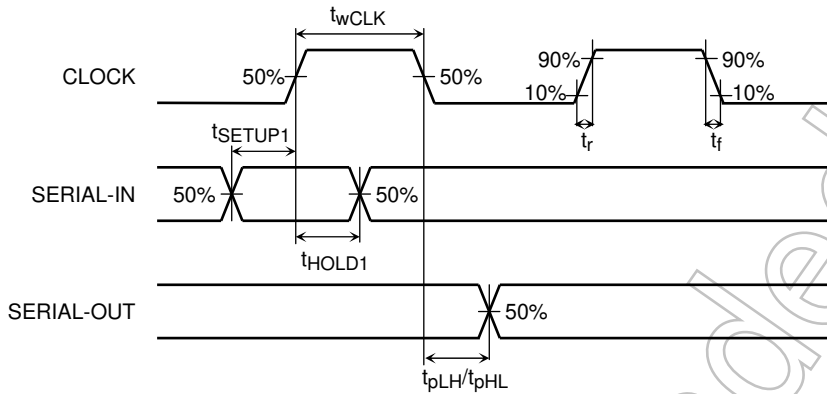 twCLK
90% 90%
CLOCK 50% 50%
10% 10%
tSETUP1
tr tf
SERIAL-IN 50% 50%
tHOLD1
SERIAL-OUT 50%
tpLH/tpHL